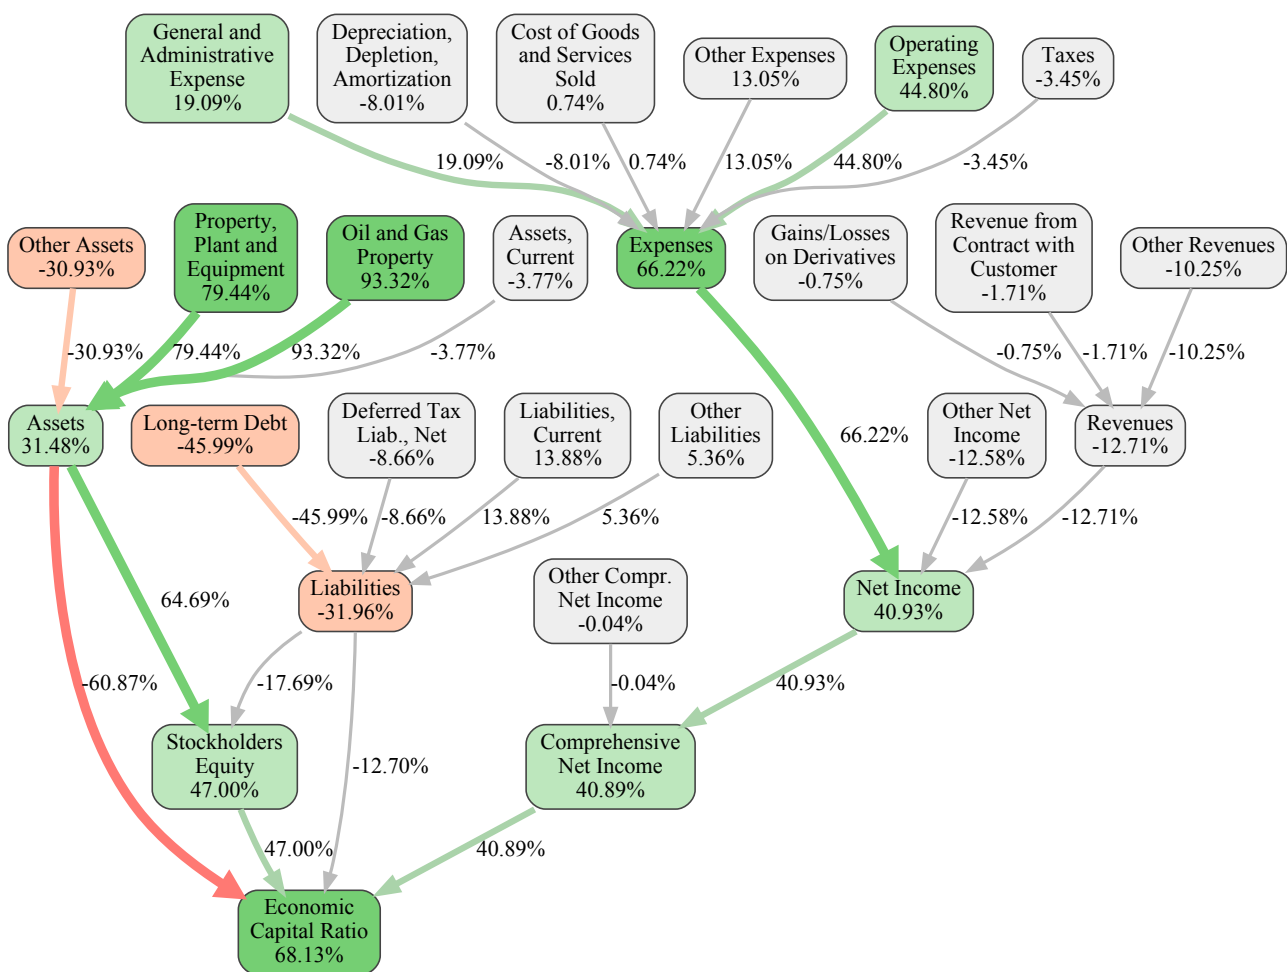 General and
Administrative
Expense
19.09%
Depreciation,
Depletion,
Amortization
-8.01%
Cost of Goods
and Services
Sold
0.74%
Other Expenses
13.05%
Operating
Expenses
44.80%
Taxes
-3.45%
19.09%
-8.01%
0.74%
13.05%
44.80%
-3.45%
Other Assets
-30.93%
Property,
Plant and
Equipment
79.44%
Oil and Gas
Property
93.32%
Assets,
Current
-3.77%
Expenses
66.22%
Gains/Losses
on Derivatives
-0.75%
Revenue from
Contract with
Customer
-1.71%
Other Revenues
-10.25%
-30.93%
79.44%
93.32%
-3.77%
-0.75%
-1.71%
-10.25%
Assets
31.48%
Long-term Debt
-45.99%
Deferred Tax
Liab., Net
-8.66%
Liabilities,
Current
13.88%
Other
Liabilities
5.36%
66.22%
Other Net
Income
-12.58%
Revenues
-12.71%
-45.99%
-8.66%
13.88%
5.36%
-12.58%
-12.71%
64.69%
Liabilities
-31.96%
Other Compr.
Net Income
-0.04%
Net Income
40.93%
-60.87%
-17.69%
-0.04%
40.93%
Stockholders
Equity
47.00%
-12.70%
Comprehensive
Net Income
40.89%
47.00%
40.89%
Economic
Capital Ratio
68.13%